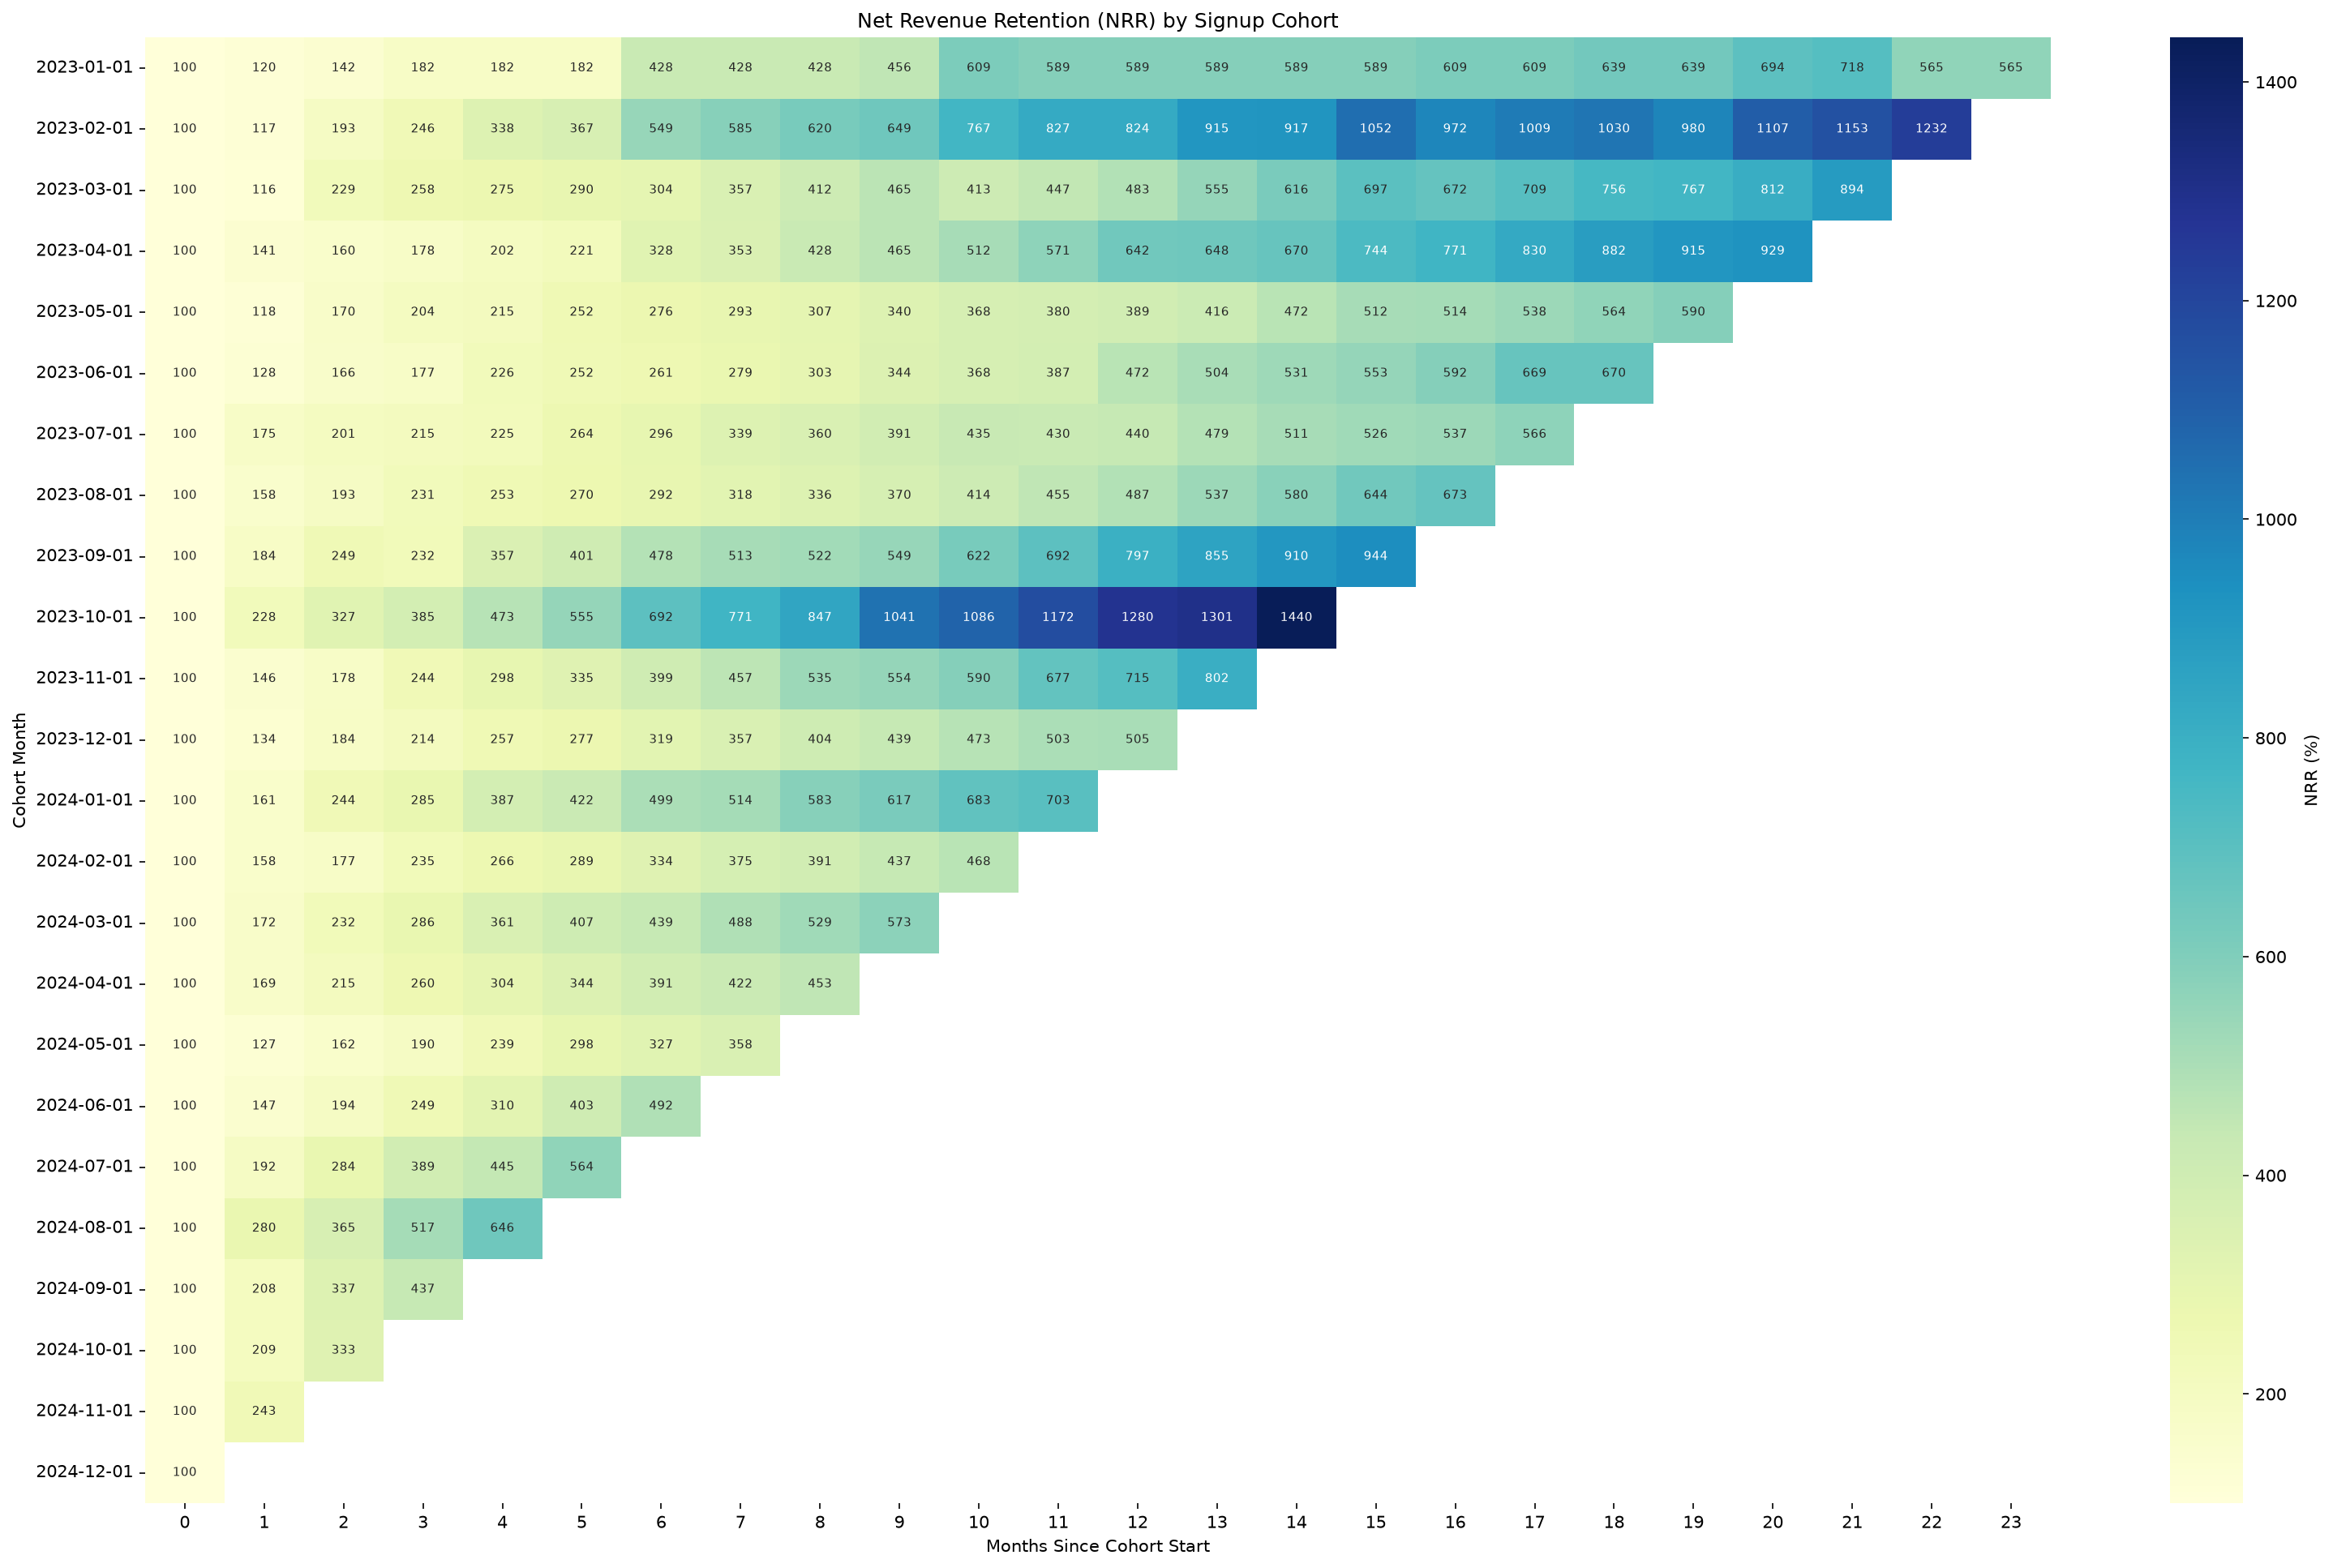 Net Revenue Retention (NRR) by Signup Cohort
2023-01-01 100 120 142 182 182 182 428 428 428 456 609 589 589 589 589 589 609 609 639 639 694 718 565 565
2023-02-01 100 117 193 246 338 367 549 585 620 649 767 827 824 915 917 1052 972 1009 1030 980 1107 1153 1232
2023-03-01 100 116 229 258 275 290 304 357 412 465 413 447 483 555 616 697 672 709 756 767 812 894
2023-04-01 100 141 160 178 202 221 328 353 428 465 512 571 642 648 670 744 771 830 882 915 929
2023-05-01 100 118 170 204 215 252 276 293 307 340 368 380 389 416 472 512 514 538 564 590
2023-06-01 100 128 166 177 226 252 261 279 303 344 368 387 472 504 531 553 592 669 670
2023-07-01 100 175 201 215 225 264 296 339 360 391 435 430 440 479 511 526 537 566
2023-08-01 100 158 193 231 253 270 292 318 336 370 414 455 487 537 580 644 673
2023-09-01 100 184 249 232 357 401 478 513 522 549 622 692 797 855 910 944
2023-10-01 100 228 327 385 473 555 692 771 847 1041 1086 1172 1280 1301 1440
2023-11-01 100 146 178 244 298 335 399 457 535 554 590 677 715 802
2023-12-01 100 134 184 214 257 277 319 357 404 439 473 503 505
2024-01-01 100 161 244 285 387 422 499 514 583 617 683 703
2024-02-01 100 158 177 235 266 289 334 375 391 437 468
2024-03-01 100 172 232 286 361 407 439 488 529 573
2024-04-01 100 169 215 260 304 344 391 422 453
2024-05-01 100 127 162 190 239 298 327 358
2024-06-01 100 147 194 249 310 403 492
2024-07-01 100 192 284 389 445 564
2024-08-01 100 280 365 517 646
2024-09-01 100 208 337 437
2024-10-01 100 209 333
2024-11-01 100 243
2024-12-01 100
0 1 2 3 4 5 6 7 8 9 10 11 12 13 14 15 16 17 18 19 20 21 22 23
Months Since Cohort Start
Cohort Month
1400
1200
1000
800
600
400
200
NRR (%)